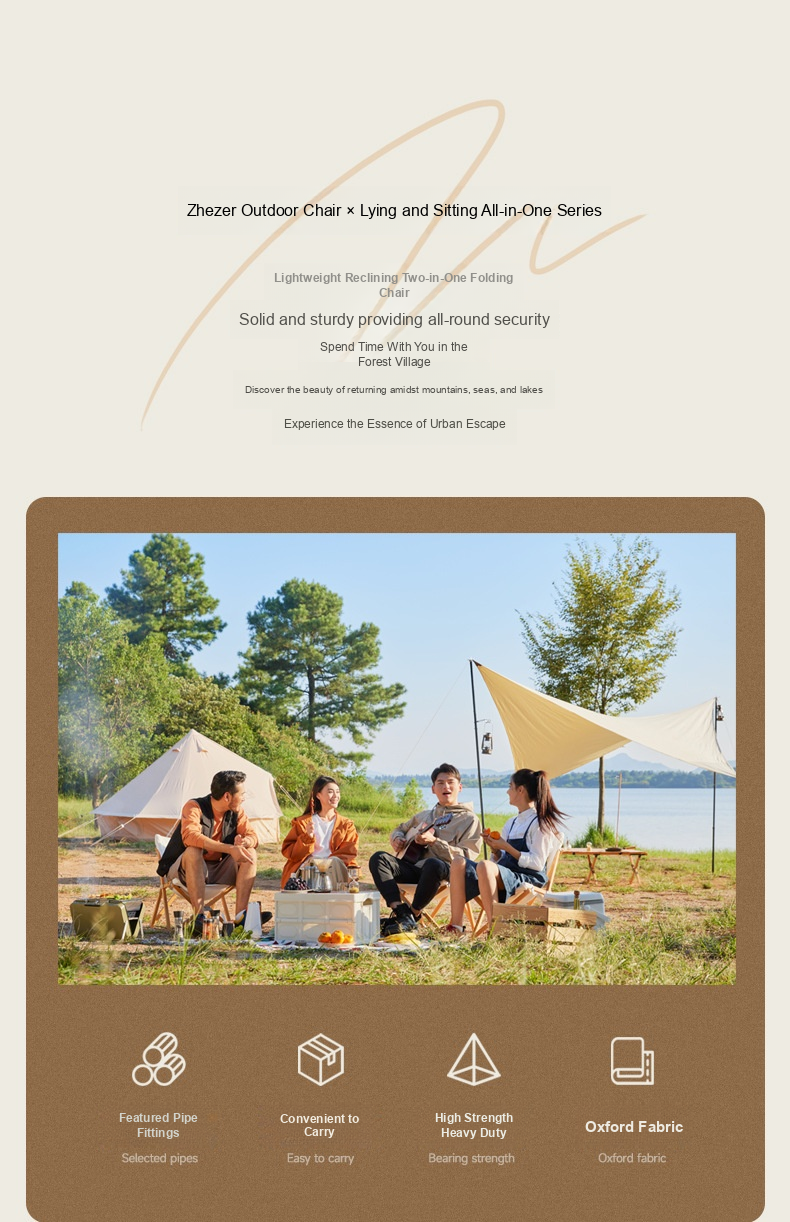 Zhezer Outdoor Chair × Lying and Sitting All-in-One Series
Lightweight Reclining Two-in-One Folding
Chair
Solid and sturdy providing all-round security
Spend Time With You in the
Forest Village
Discover the beauty of returning amidst mountains, seas, and lakes
Experience the Essence of Urban Escape
Featured Pipe
Fittings
Selected pipes
Convenient to
Carry
Easy to carry
High Strength
Heavy Duty
Bearing strength
Oxford Fabric
Oxford fabric